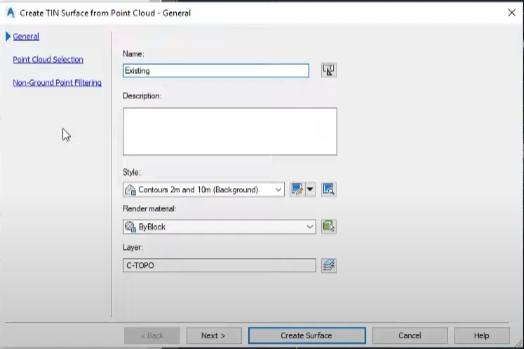 Create TIN Surface from Point Cloud - General
General
Point Cloud Selection
Non-Ground Point Filtering
Name:
Existing
Description:
Style:
Contours 2m and 10m (Background)
Render material:
ByBlock
Layer:
C-TOPO
< Back Next > Create Surface Cancel Help